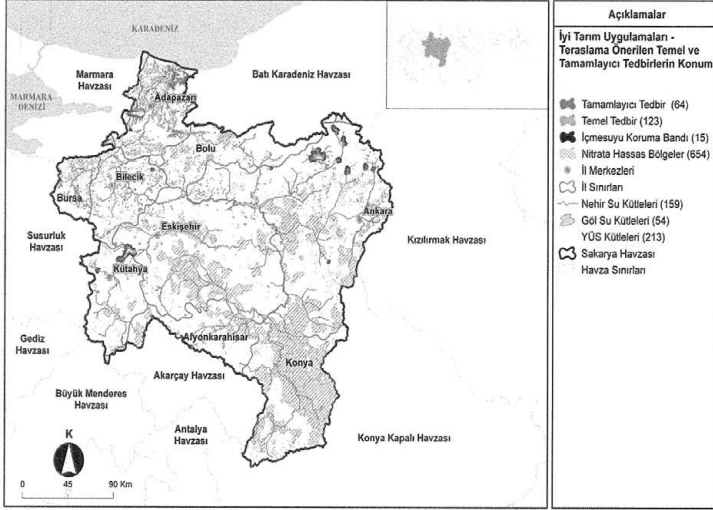 KARADENİZ
Marmara
Havzası
Batı Karadeniz Havzası
MARMARA
DENİZİ
Adapazarı
Bolu
Bilecik
Bursa
Ankara
Eskişehir
Susurluk
Havzası
Kızılırmak Havzası
Kütahya
Gediz
Havzası
Afyonkarahisar
Konya
Akarçay Havzası
Büyük Menderes
Havzası
Antalya
Havzası
Konya Kapalı Havzası
K
0 45 90 Km
Açıklamalar
İyi Tarım Uygulamaları -
Teraslama Önerilen Temel ve
Tamamlayıcı Tedbirlerin Konum
Tamamlayıcı Tedbir (64)
Temel Tedbir (123)
İçmesuyu Koruma Bandı (15)
Nitrata Hassas Bölgeler (654)
İl Merkezleri
İl Sınırları
Nehir Su Kütleleri (159)
Göl Su Kütleleri (54)
YÜS Kütleleri (213)
Sakarya Havzası
Havza Sınırları